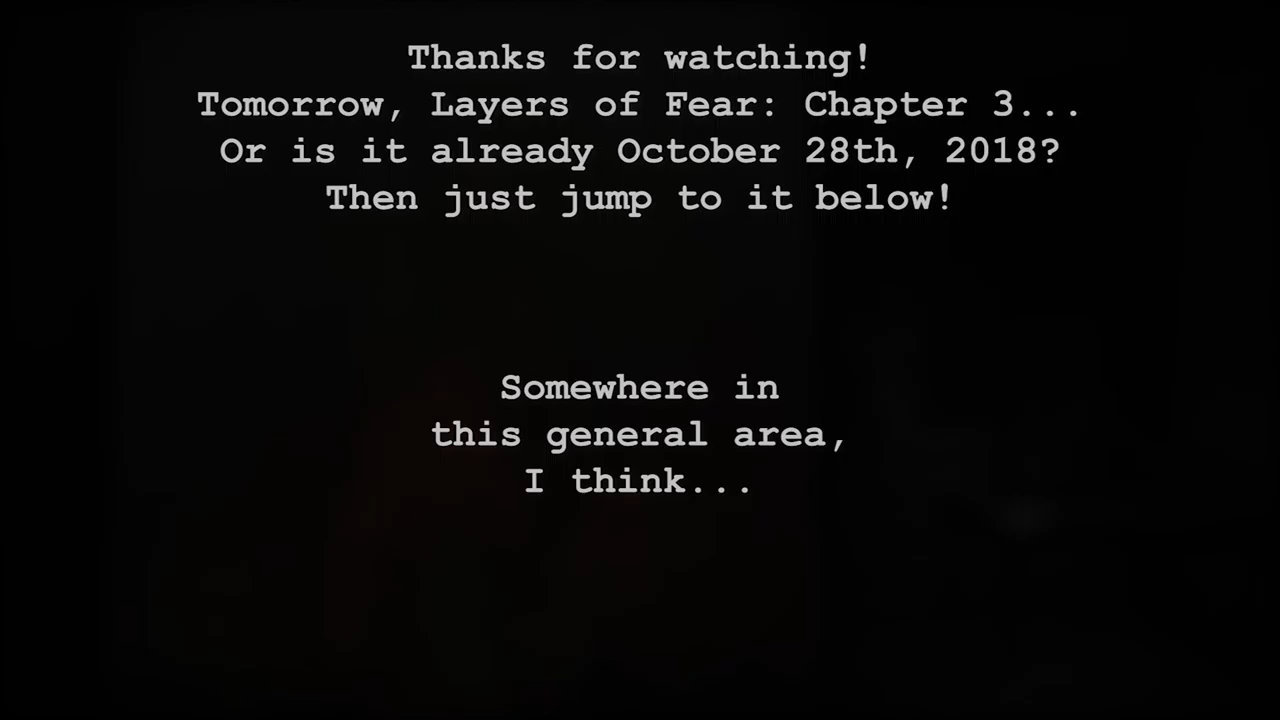 Thanks for watching!
Tomorrow, Layers of Fear: Chapter 3...
Or is it already October 28th, 2018?
Then just jump to it below!
Somewhere in
this general area,
I think...